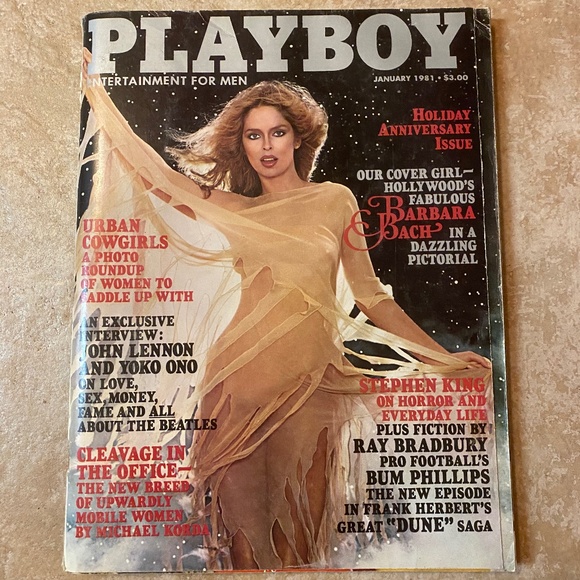 PLAYBOY
ENTERTAINMENT FOR MEN
JANUARY 1981 • $3.00
HOLIDAY
ANNIVERSARY
ISSUE
OUR COVER GIRL—
HOLLYWOOD'S
FABULOUS
BARBARA
BACH IN A
DAZZLING
PICTORIAL
URBAN
COWGIRLS
A PHOTO
ROUNDUP
OF WOMEN TO
SADDLE UP WITH
AN EXCLUSIVE
INTERVIEW:
JOHN LENNON
AND YOKO ONO
ON LOVE,
SEX, MONEY,
FAME AND ALL
ABOUT THE BEATLES
CLEAVAGE IN
THE OFFICE—
THE NEW BREED
OF UPWARDLY
MOBILE WOMEN
BY MICHAEL KORDA
STEPHEN KING
ON HORROR AND
EVERYDAY LIFE
PLUS FICTION BY
RAY BRADBURY
PRO FOOTBALL'S
BUM PHILLIPS
THE NEW EPISODE
IN FRANK HERBERT'S
GREAT "DUNE" SAGA